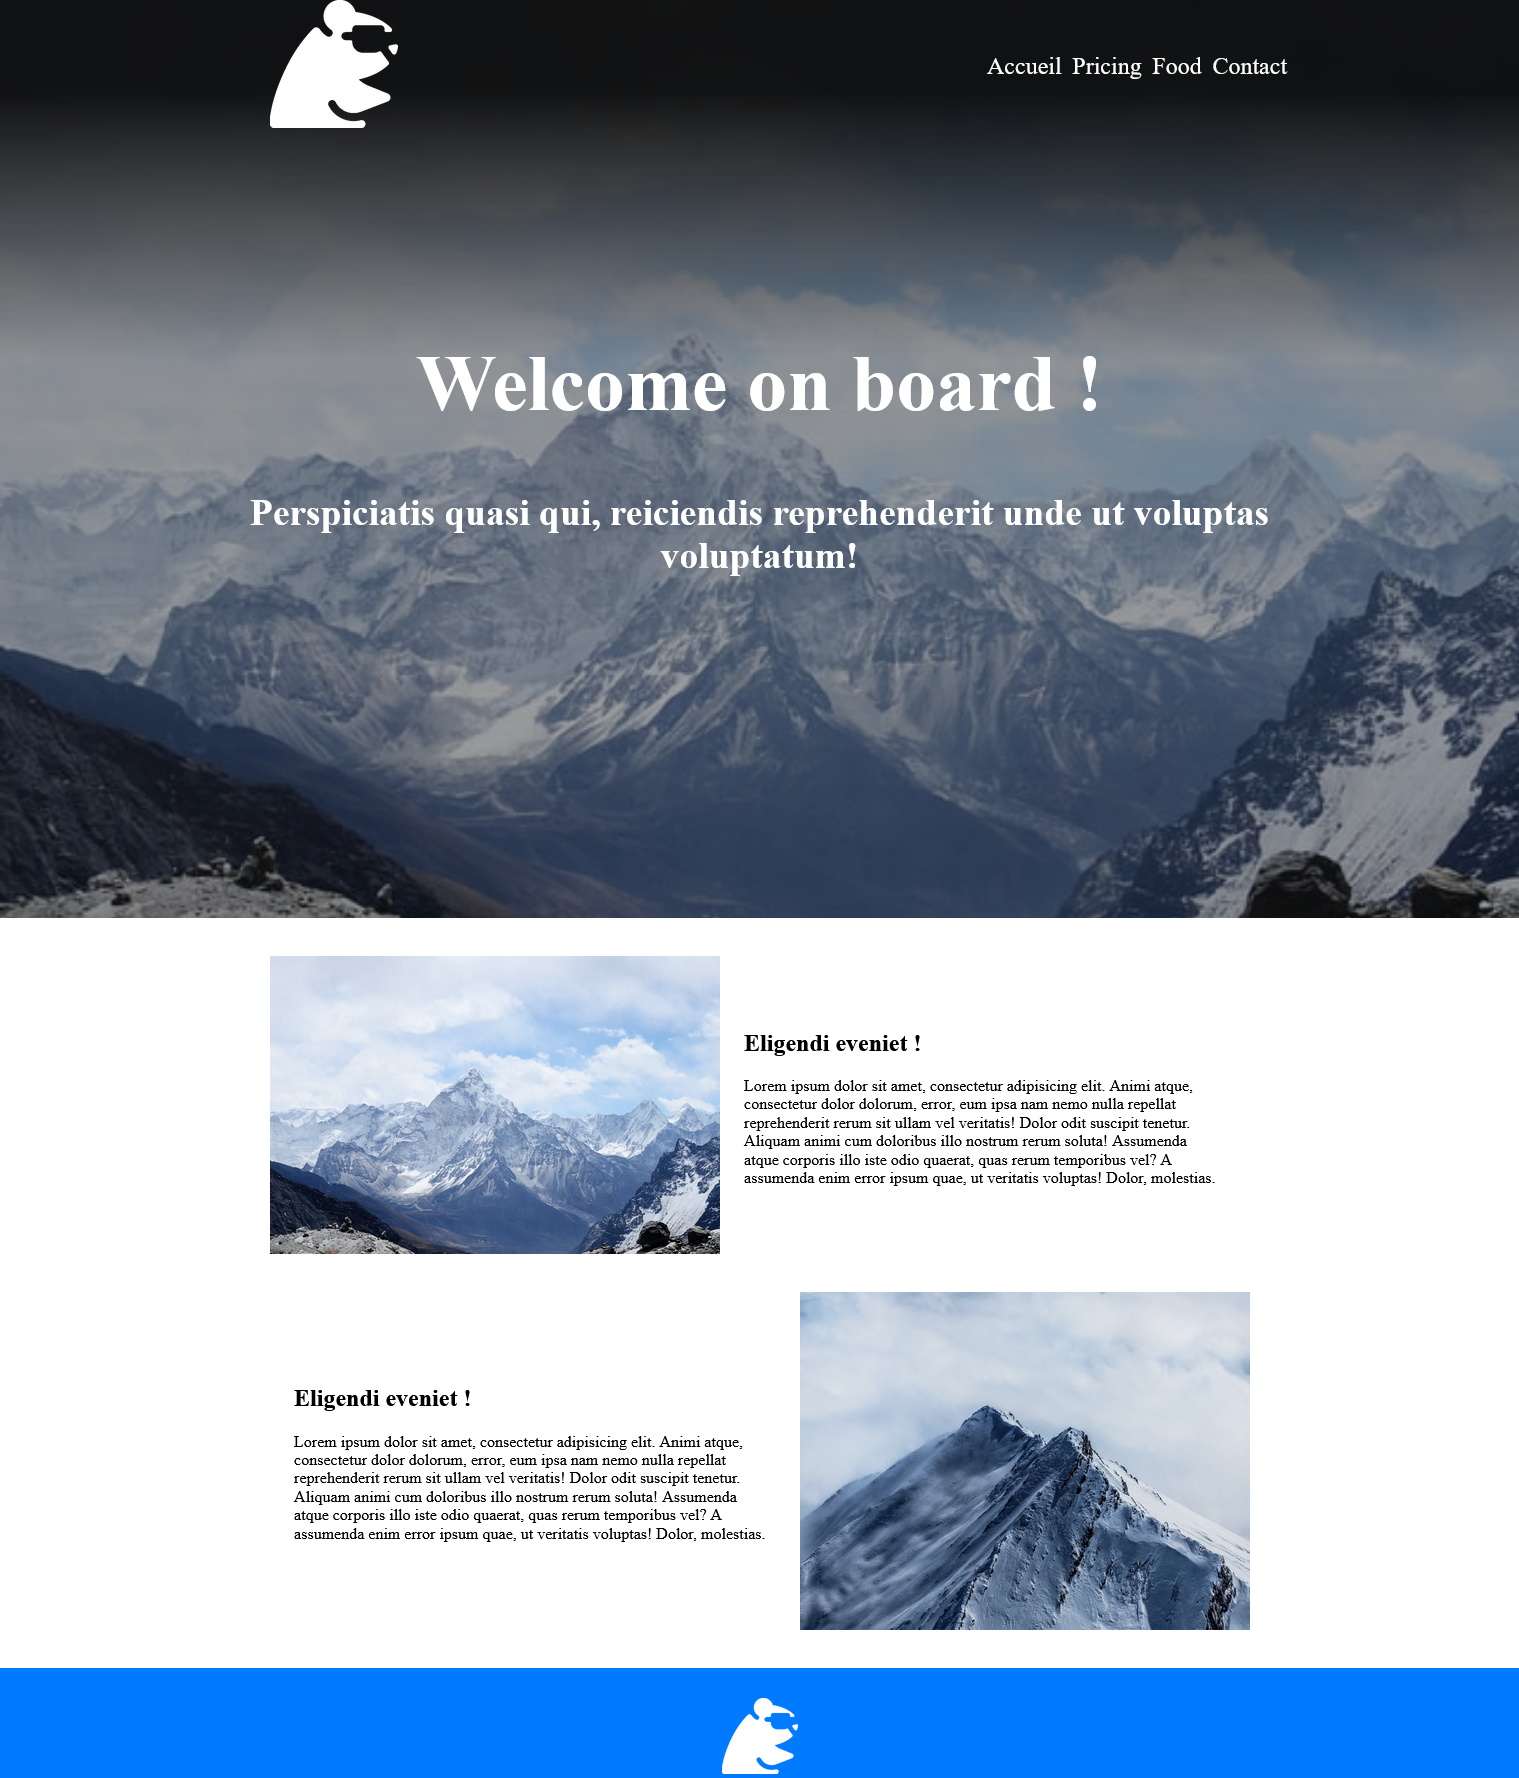 Accueil Pricing Food Contact
Welcome on board !
Perspiciatis quasi qui, reiciendis reprehenderit unde ut voluptas
voluptatum!
Eligendi eveniet !
Lorem ipsum dolor sit amet, consectetur adipisicing elit. Animi atque,
consectetur dolor dolorum, error, eum ipsa nam nemo nulla repellat
reprehenderit rerum sit ullam vel veritatis! Dolor odit suscipit tenetur.
Aliquam animi cum doloribus illo nostrum rerum soluta! Assumenda
atque corporis illo iste odio quaerat, quas rerum temporibus vel? A
assumenda enim error ipsum quae, ut veritatis voluptas! Dolor, molestias.
Eligendi eveniet !
Lorem ipsum dolor sit amet, consectetur adipisicing elit. Animi atque,
consectetur dolor dolorum, error, eum ipsa nam nemo nulla repellat
reprehenderit rerum sit ullam vel veritatis! Dolor odit suscipit tenetur.
Aliquam animi cum doloribus illo nostrum rerum soluta! Assumenda
atque corporis illo iste odio quaerat, quas rerum temporibus vel? A
assumenda enim error ipsum quae, ut veritatis voluptas! Dolor, molestias.